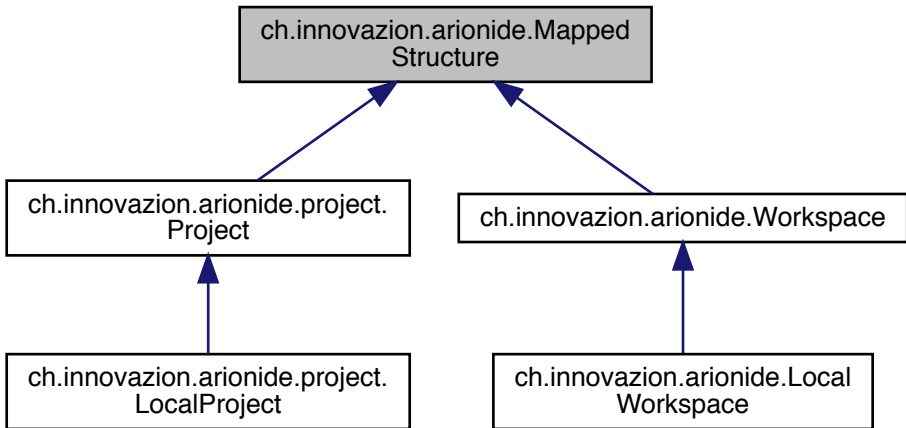 ch.innovazion.arionide.Mapped
Structure
ch.innovazion.arionide.project.
Project
ch.innovazion.arionide.Workspace
ch.innovazion.arionide.project.
LocalProject
ch.innovazion.arionide.Local
Workspace